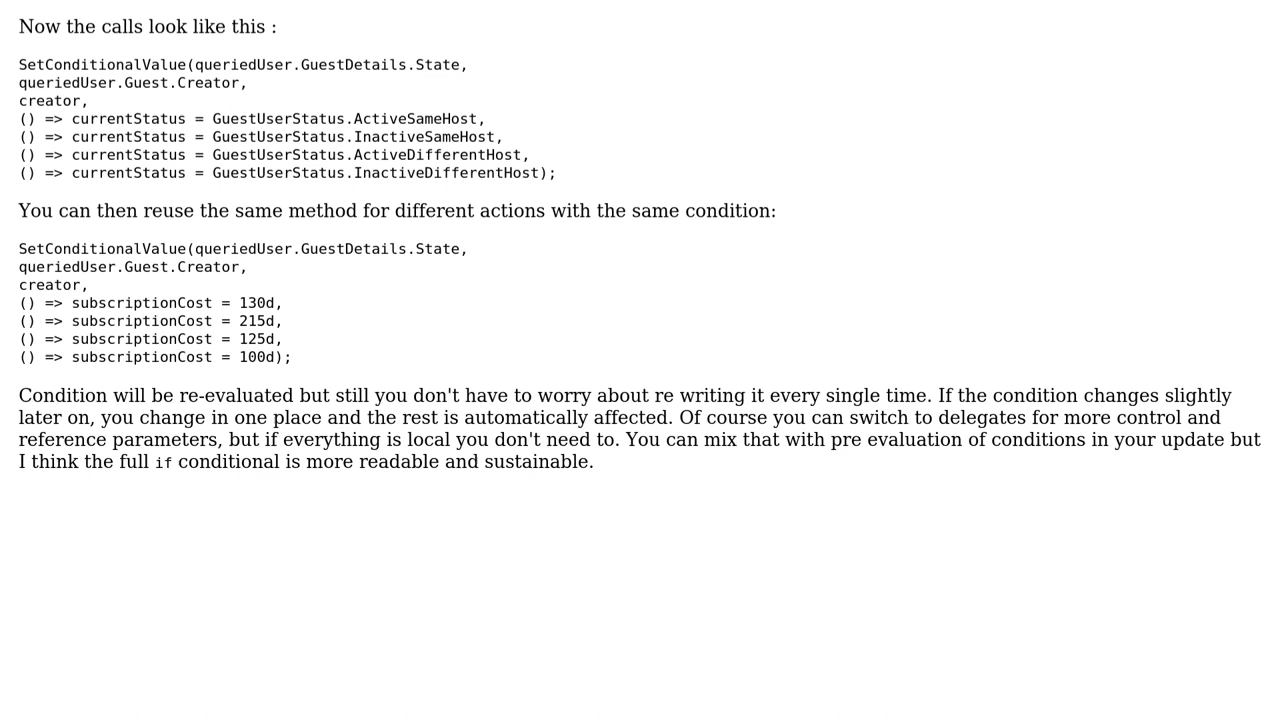 Now the calls look like this :
SetConditionalValue(queriedUser.GuestDetails.State,
queriedUser.Guest.Creator,
creator,
() => currentStatus = GuestUserStatus.ActiveSameHost,
() => currentStatus = GuestUserStatus.InactiveSameHost,
() => currentStatus = GuestUserStatus.ActiveDifferentHost,
() => currentStatus = GuestUserStatus.InactiveDifferentHost);
You can then reuse the same method for different actions with the same condition:
SetConditionalValue(queriedUser.GuestDetails.State,
queriedUser.Guest.Creator,
creator,
() => subscriptionCost = 130d,
() => subscriptionCost = 215d,
() => subscriptionCost = 125d,
() => subscriptionCost = 100d);
Condition will be re-evaluated but still you don't have to worry about re writing it every single time. If the condition changes slightly
later on, you change in one place and the rest is automatically affected. Of course you can switch to delegates for more control and
reference parameters, but if everything is local you don't need to. You can mix that with pre evaluation of conditions in your update but
I think the full if conditional is more readable and sustainable.